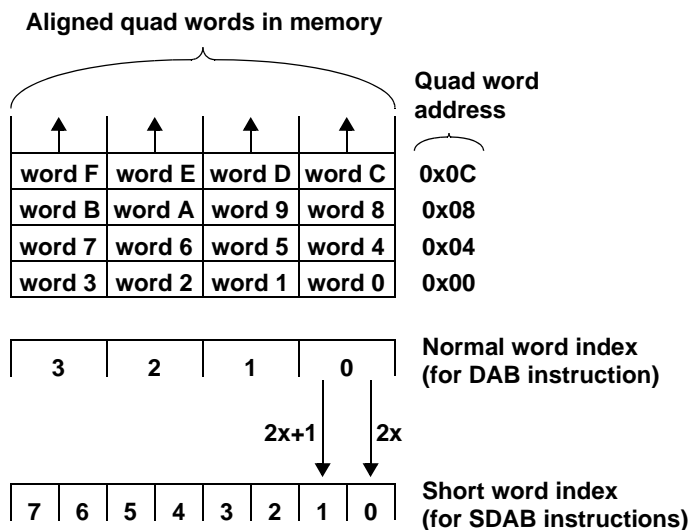 Aligned quad words in memory
Quad word
address
word F word E word D word C 0x0C
word B word A word 9 word 8 0x08
word 7 word 6 word 5 word 4 0x04
word 3 word 2 word 1 word 0 0x00
3 2 1 0
Normal word index
(for DAB instruction)
2x+1 2x
7 6 5 4 3 2 1 0
Short word index
(for SDAB instructions)